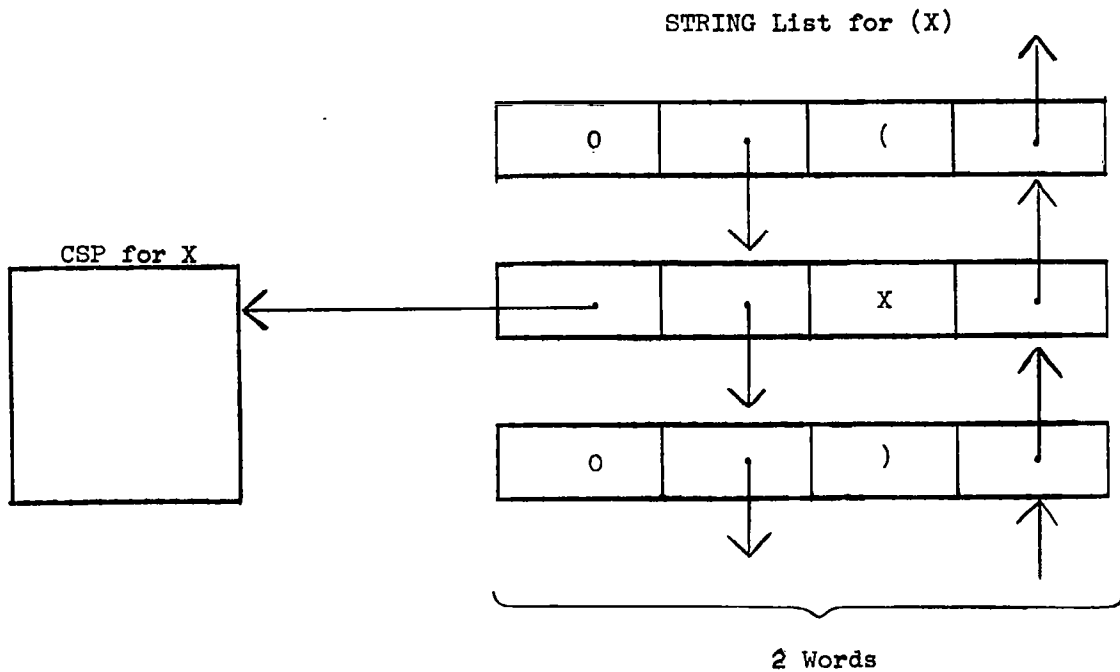 STRING List for (X)
0 (
CSP for X
X
0 )
2 Words